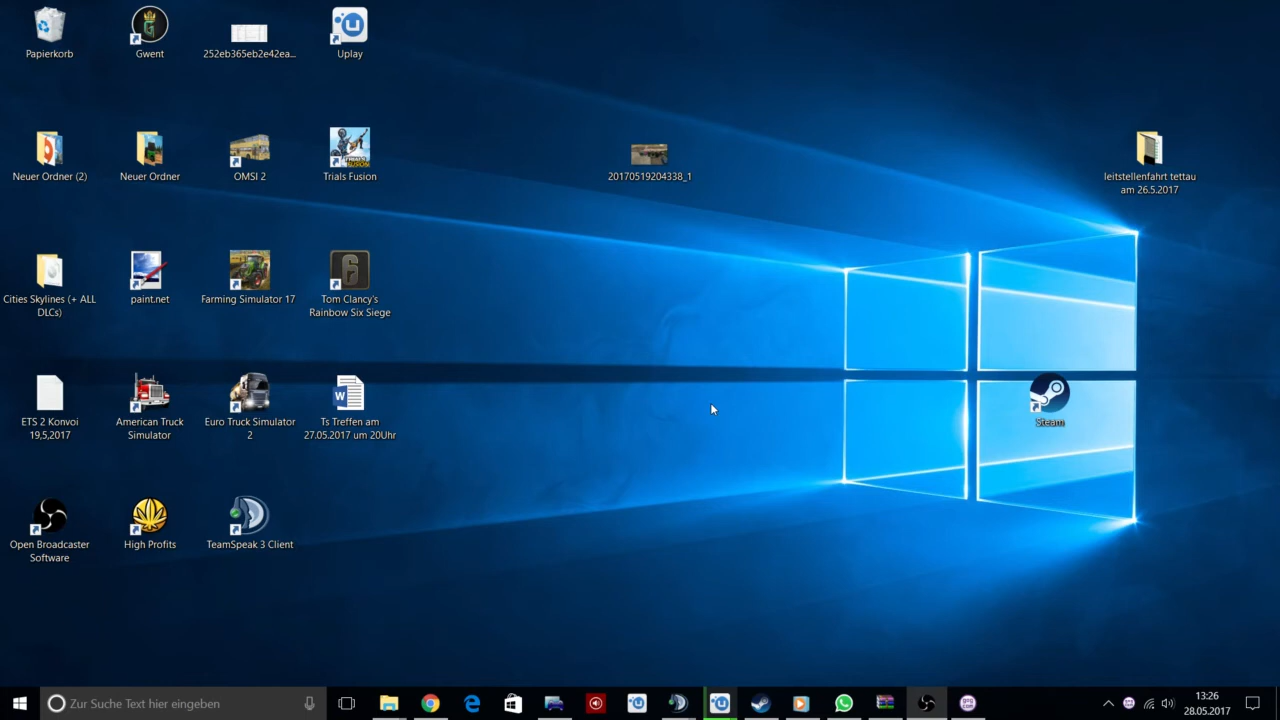 Papierkorb
Gwent
252eb365eb2e42ea...
Uplay
Neuer Ordner (2)
Neuer Ordner
OMSI 2
Trials Fusion
20170519204338_1
leitstellenfahrt tettau
am 26.5.2017
Cities Skylines (+ ALL
DLCs)
paint.net
Farming Simulator 17
Tom Clancy's
Rainbow Six Siege
ETS 2 Konvoi
19,5,2017
American Truck
Simulator
Euro Truck Simulator
2
Ts Treffen am
27.05.2017 um 20Uhr
Steam
Open Broadcaster
Software
High Profits
TeamSpeak 3 Client
Zur Suche Text hier eingeben
13:26
28.05.2017